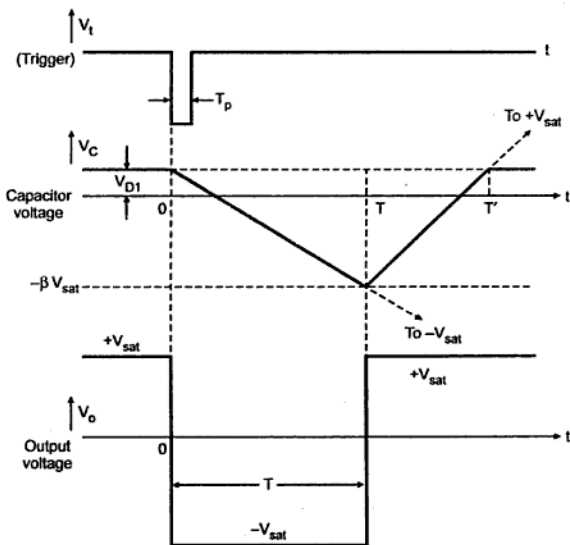 V_t
(Trigger)
t
T_p
V_C
To +V_sat
V_D1
Capacitor
voltage
0
T
T'
t
−β V_sat
To −V_sat
+V_sat
+V_sat
V_o
Output
voltage
0
t
T
−V_sat